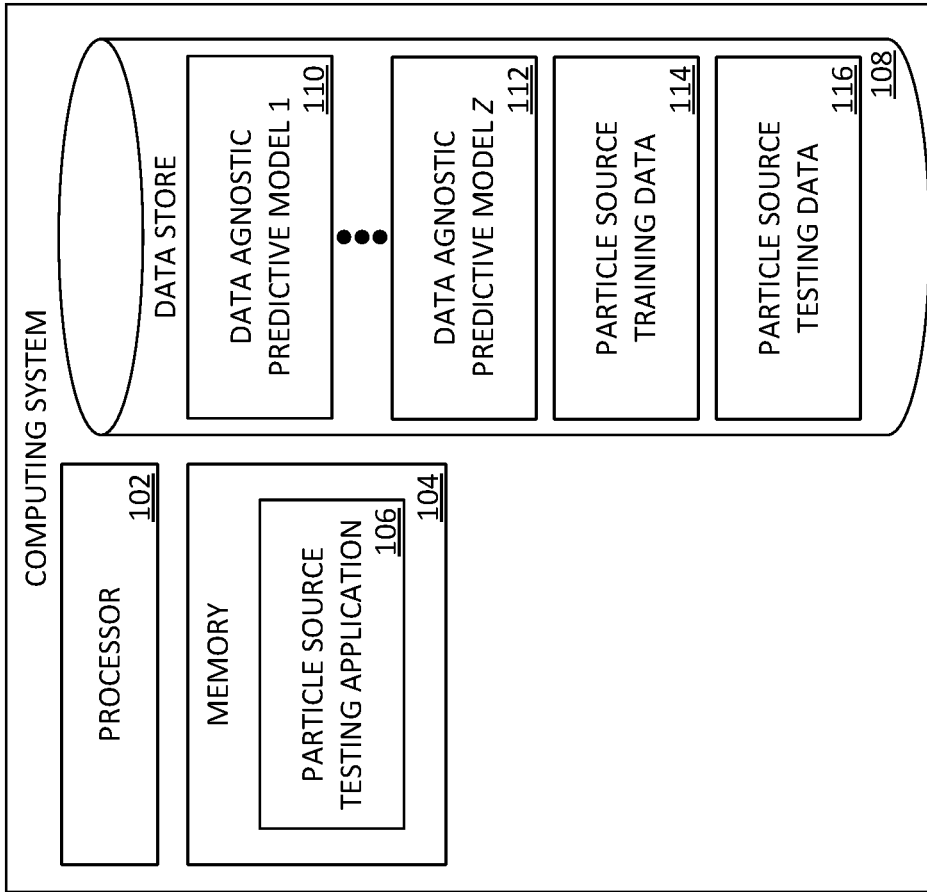 COMPUTING SYSTEM
PROCESSOR
102
MEMORY
PARTICLE SOURCE
TESTING APPLICATION
106
104
DATA STORE
DATA AGNOSTIC
PREDICTIVE MODEL 1
110
DATA AGNOSTIC
PREDICTIVE MODEL Z
112
PARTICLE SOURCE
TRAINING DATA
114
PARTICLE SOURCE
TESTING DATA
116
108